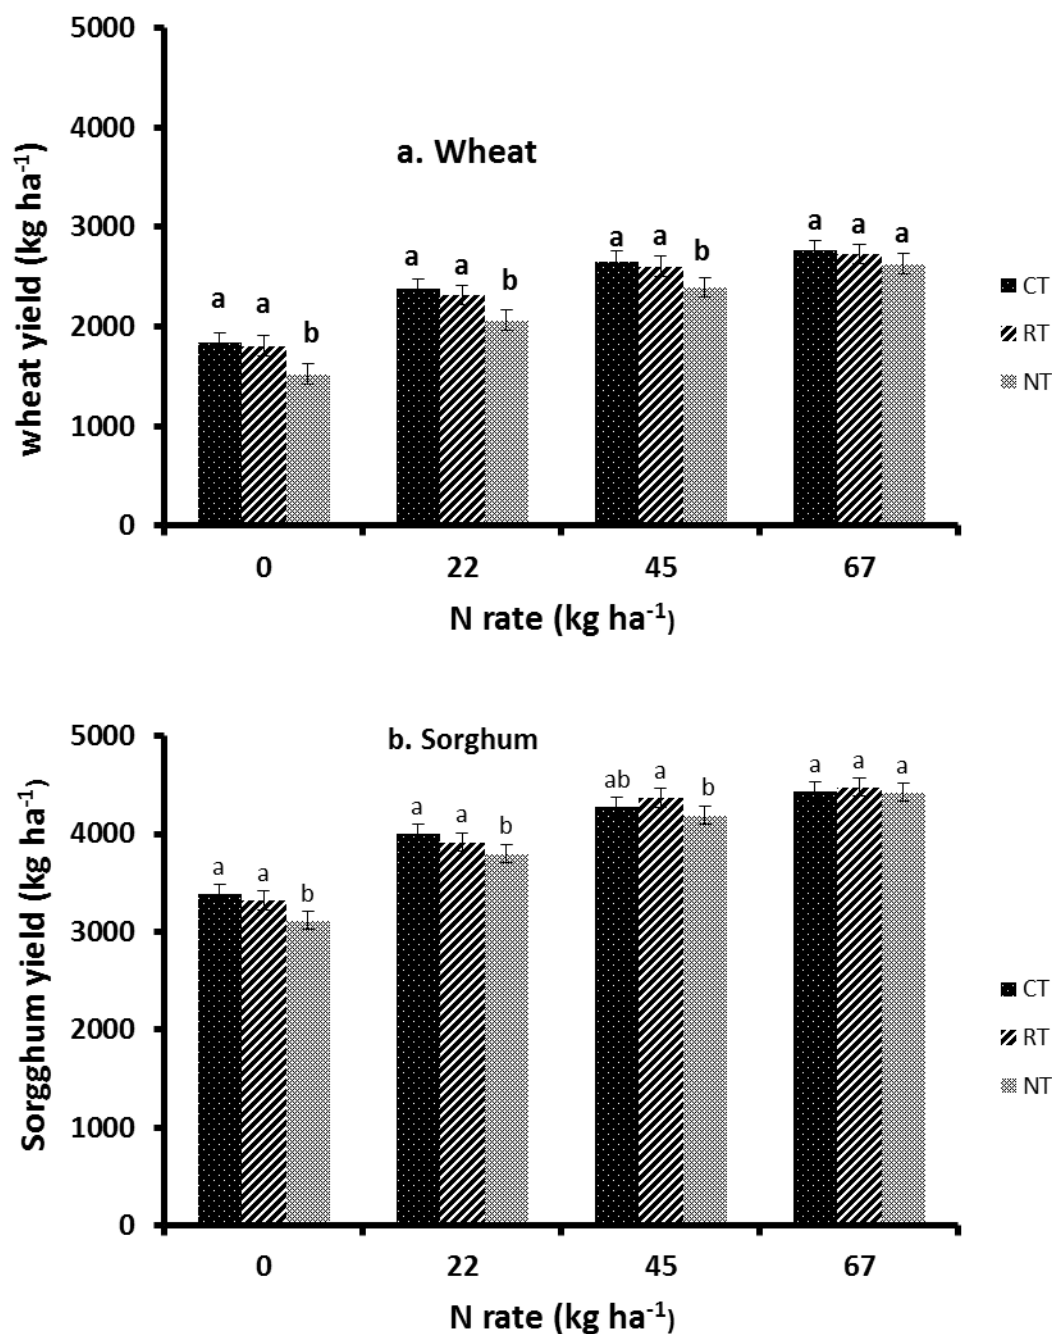 5000
4000
3000
2000
1000
0
wheat yield (kg ha⁻¹)
a. Wheat
a a b
a a b
a a b
a a a
CT
RT
NT
0 22 45 67
N rate (kg ha⁻¹)
5000
4000
3000
2000
1000
0
Sorgghum yield (kg ha⁻¹)
b. Sorghum
a a b
a a b
ab a b
a a a
CT
RT
NT
0 22 45 67
N rate (kg ha⁻¹)